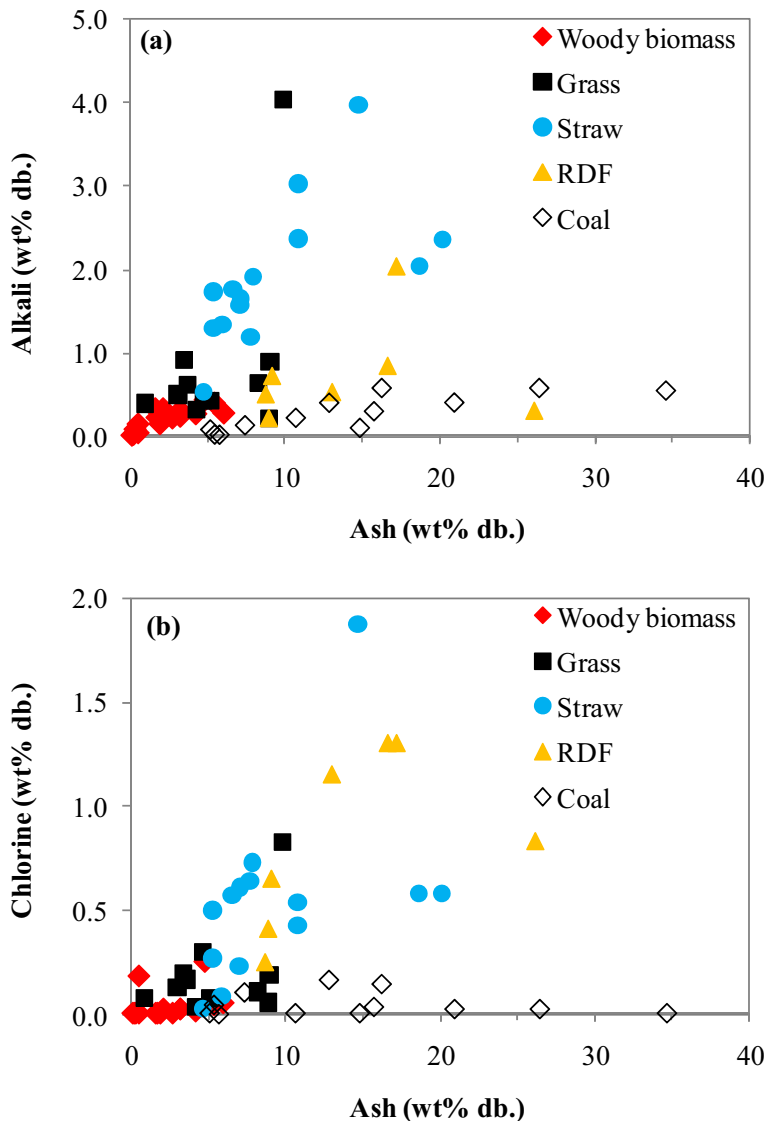 (a)
Alkali (wt% db.)
5.0
4.0
3.0
2.0
1.0
0.0
Woody biomass
Grass
Straw
RDF
Coal
0 10 20 30 40
Ash (wt% db.)
(b)
Chlorine (wt% db.)
2.0
1.5
1.0
0.5
0.0
Woody biomass
Grass
Straw
RDF
Coal
0 10 20 30 40
Ash (wt% db.)